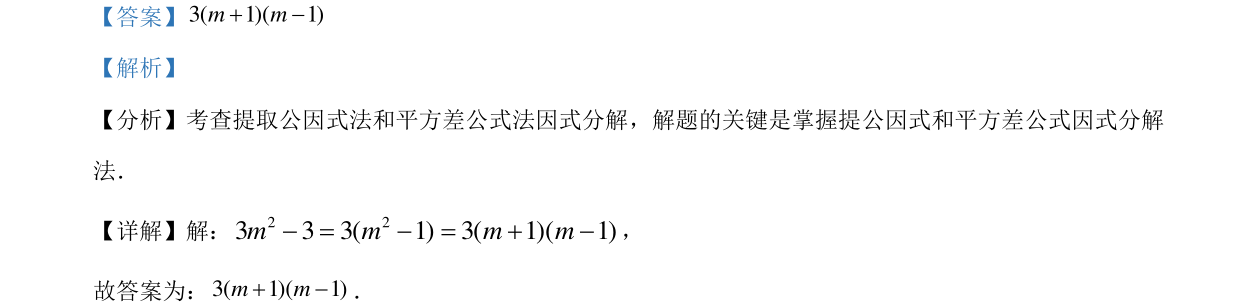 【答案】3(m+1)(m−1)
【解析】
【分析】考查提取公因式法和平方差公式法因式分解，解题的关键是掌握提公因式和平方差公式因式分解
法．
【详解】解：3m²−3=3(m²−1)=3(m+1)(m−1)，
故答案为：3(m+1)(m−1)．